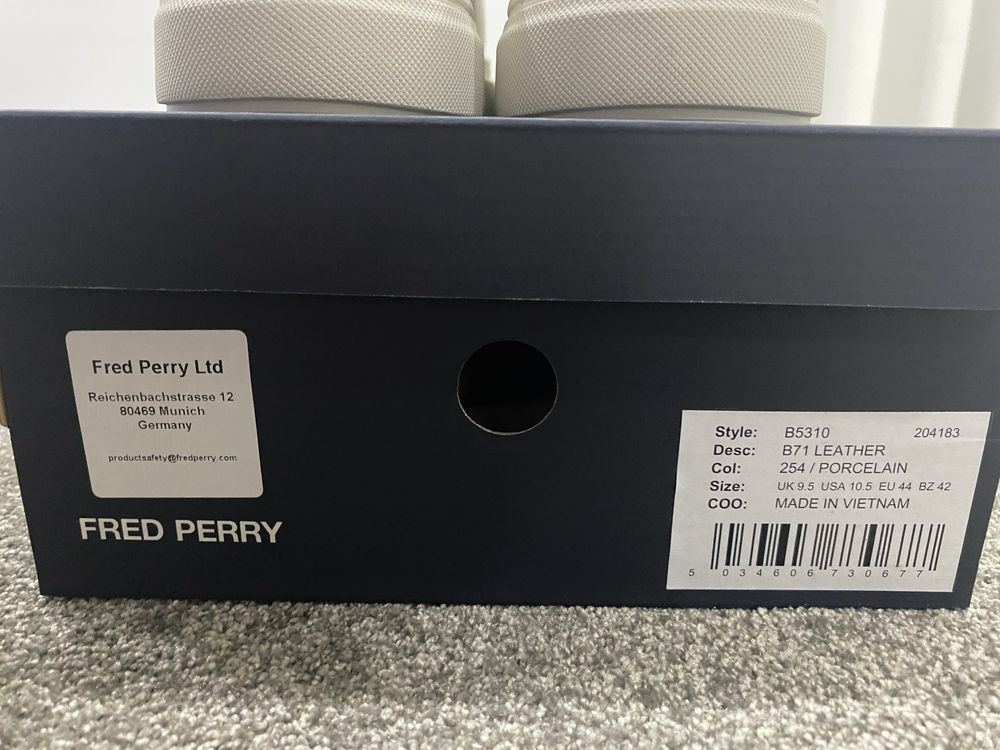 Fred Perry Ltd
Reichenbachstrasse 12
80469 Munich
Germany
productsafety@fredperry.com
FRED PERRY
Style: B5310 204183
Desc: B71 LEATHER
Col: 254 / PORCELAIN
Size: UK 9.5 USA 10.5 EU 44 BZ 42
COO: MADE IN VIETNAM
5 034606 730677